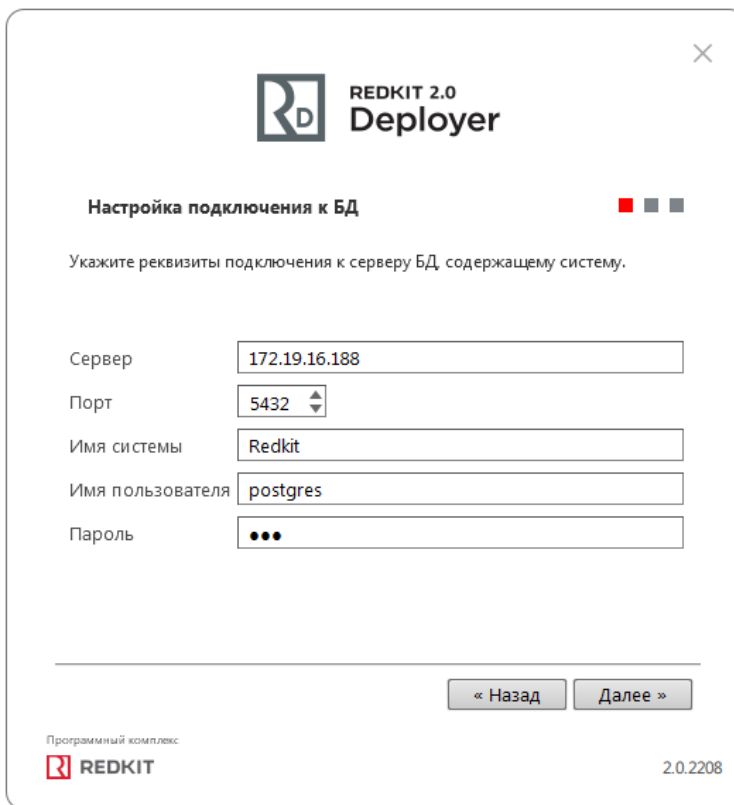 REDKIT 2.0
Deployer
Настройка подключения к БД
Укажите реквизиты подключения к серверу БД, содержащему систему.
Сервер 172.19.16.188
Порт 5432
Имя системы Redkit
Имя пользователя postgres
Пароль ●●●
« Назад Далее »
Программный комплекс
REDKIT 2.0.2208